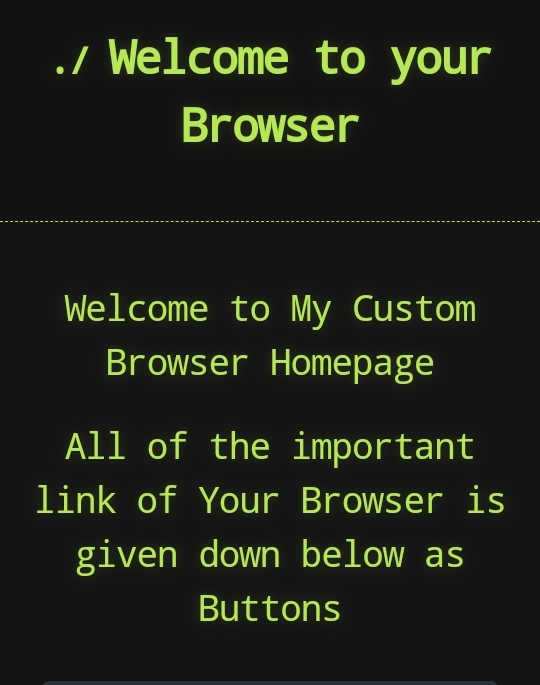 ./ Welcome to your
Browser
Welcome to My Custom
Browser Homepage
All of the important
link of Your Browser is
given down below as
Buttons